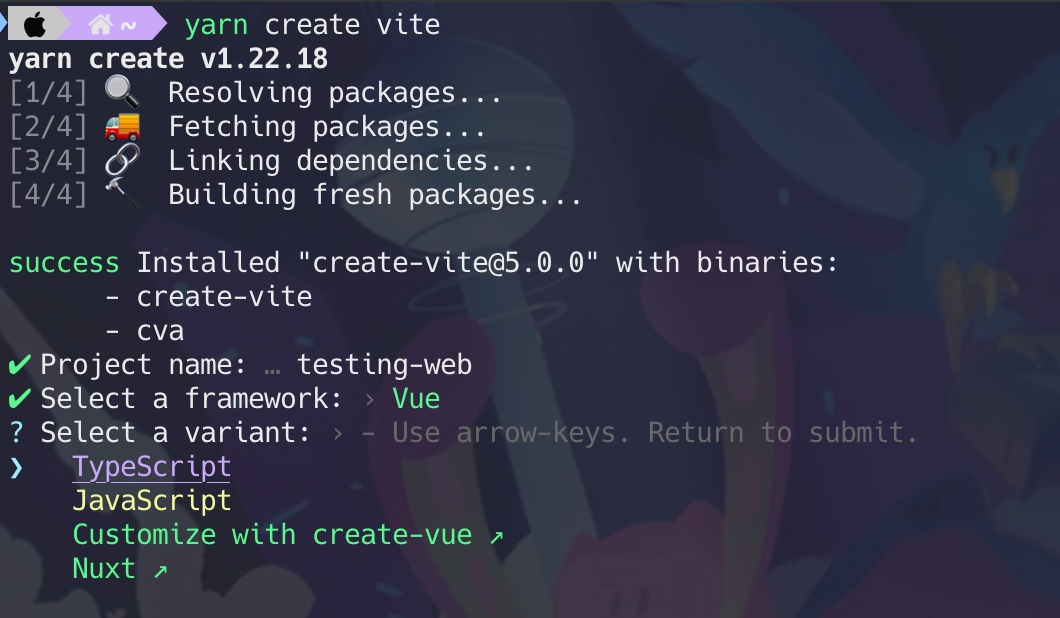 ~ yarn create vite
yarn create v1.22.18
[1/4] 🔍 Resolving packages...
[2/4] 🚚 Fetching packages...
[3/4] 🔗 Linking dependencies...
[4/4] 🔨 Building fresh packages...
success Installed "create-vite@5.0.0" with binaries:
- create-vite
- cva
✔ Project name: … testing-web
✔ Select a framework: › Vue
? Select a variant: › - Use arrow-keys. Return to submit.
❯ TypeScript
JavaScript
Customize with create-vue ↗
Nuxt ↗